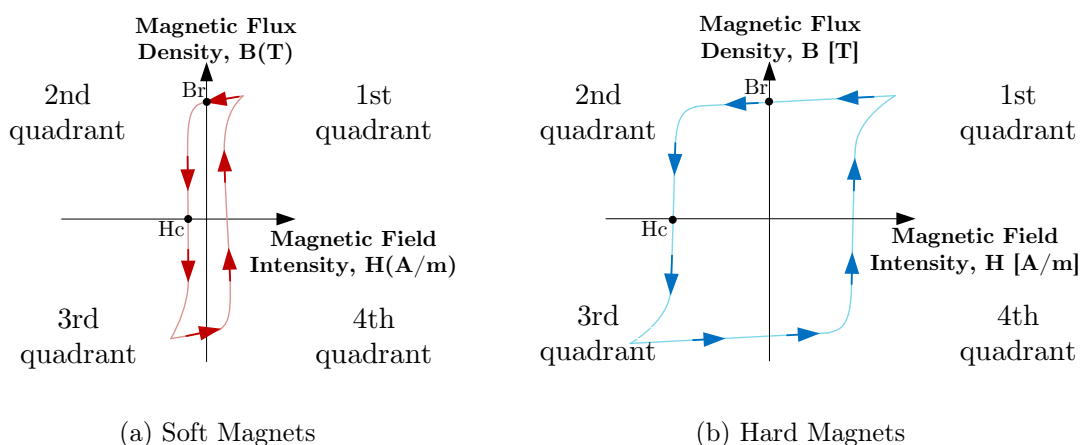 Magnetic Flux
Density, B(T)
Br
2nd
quadrant
1st
quadrant
Hc
Magnetic Field
Intensity, H(A/m)
3rd
quadrant
4th
quadrant
(a) Soft Magnets
Magnetic Flux
Density, B [T]
Br
2nd
quadrant
1st
quadrant
Hc
Magnetic Field
Intensity, H [A/m]
3rd
quadrant
4th
quadrant
(b) Hard Magnets